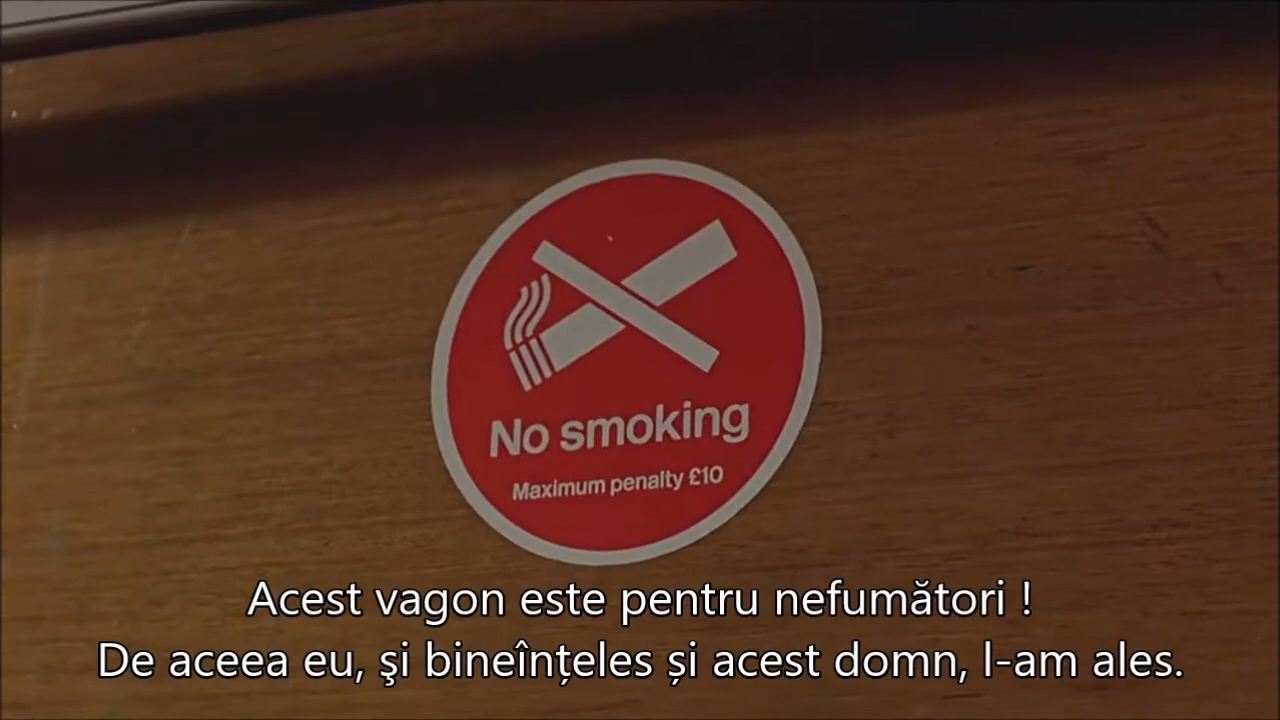 No smoking
Maximum penalty £10
Acest vagon este pentru nefumători !
De aceea eu, şi bineînțeles și acest domn, l-am ales.